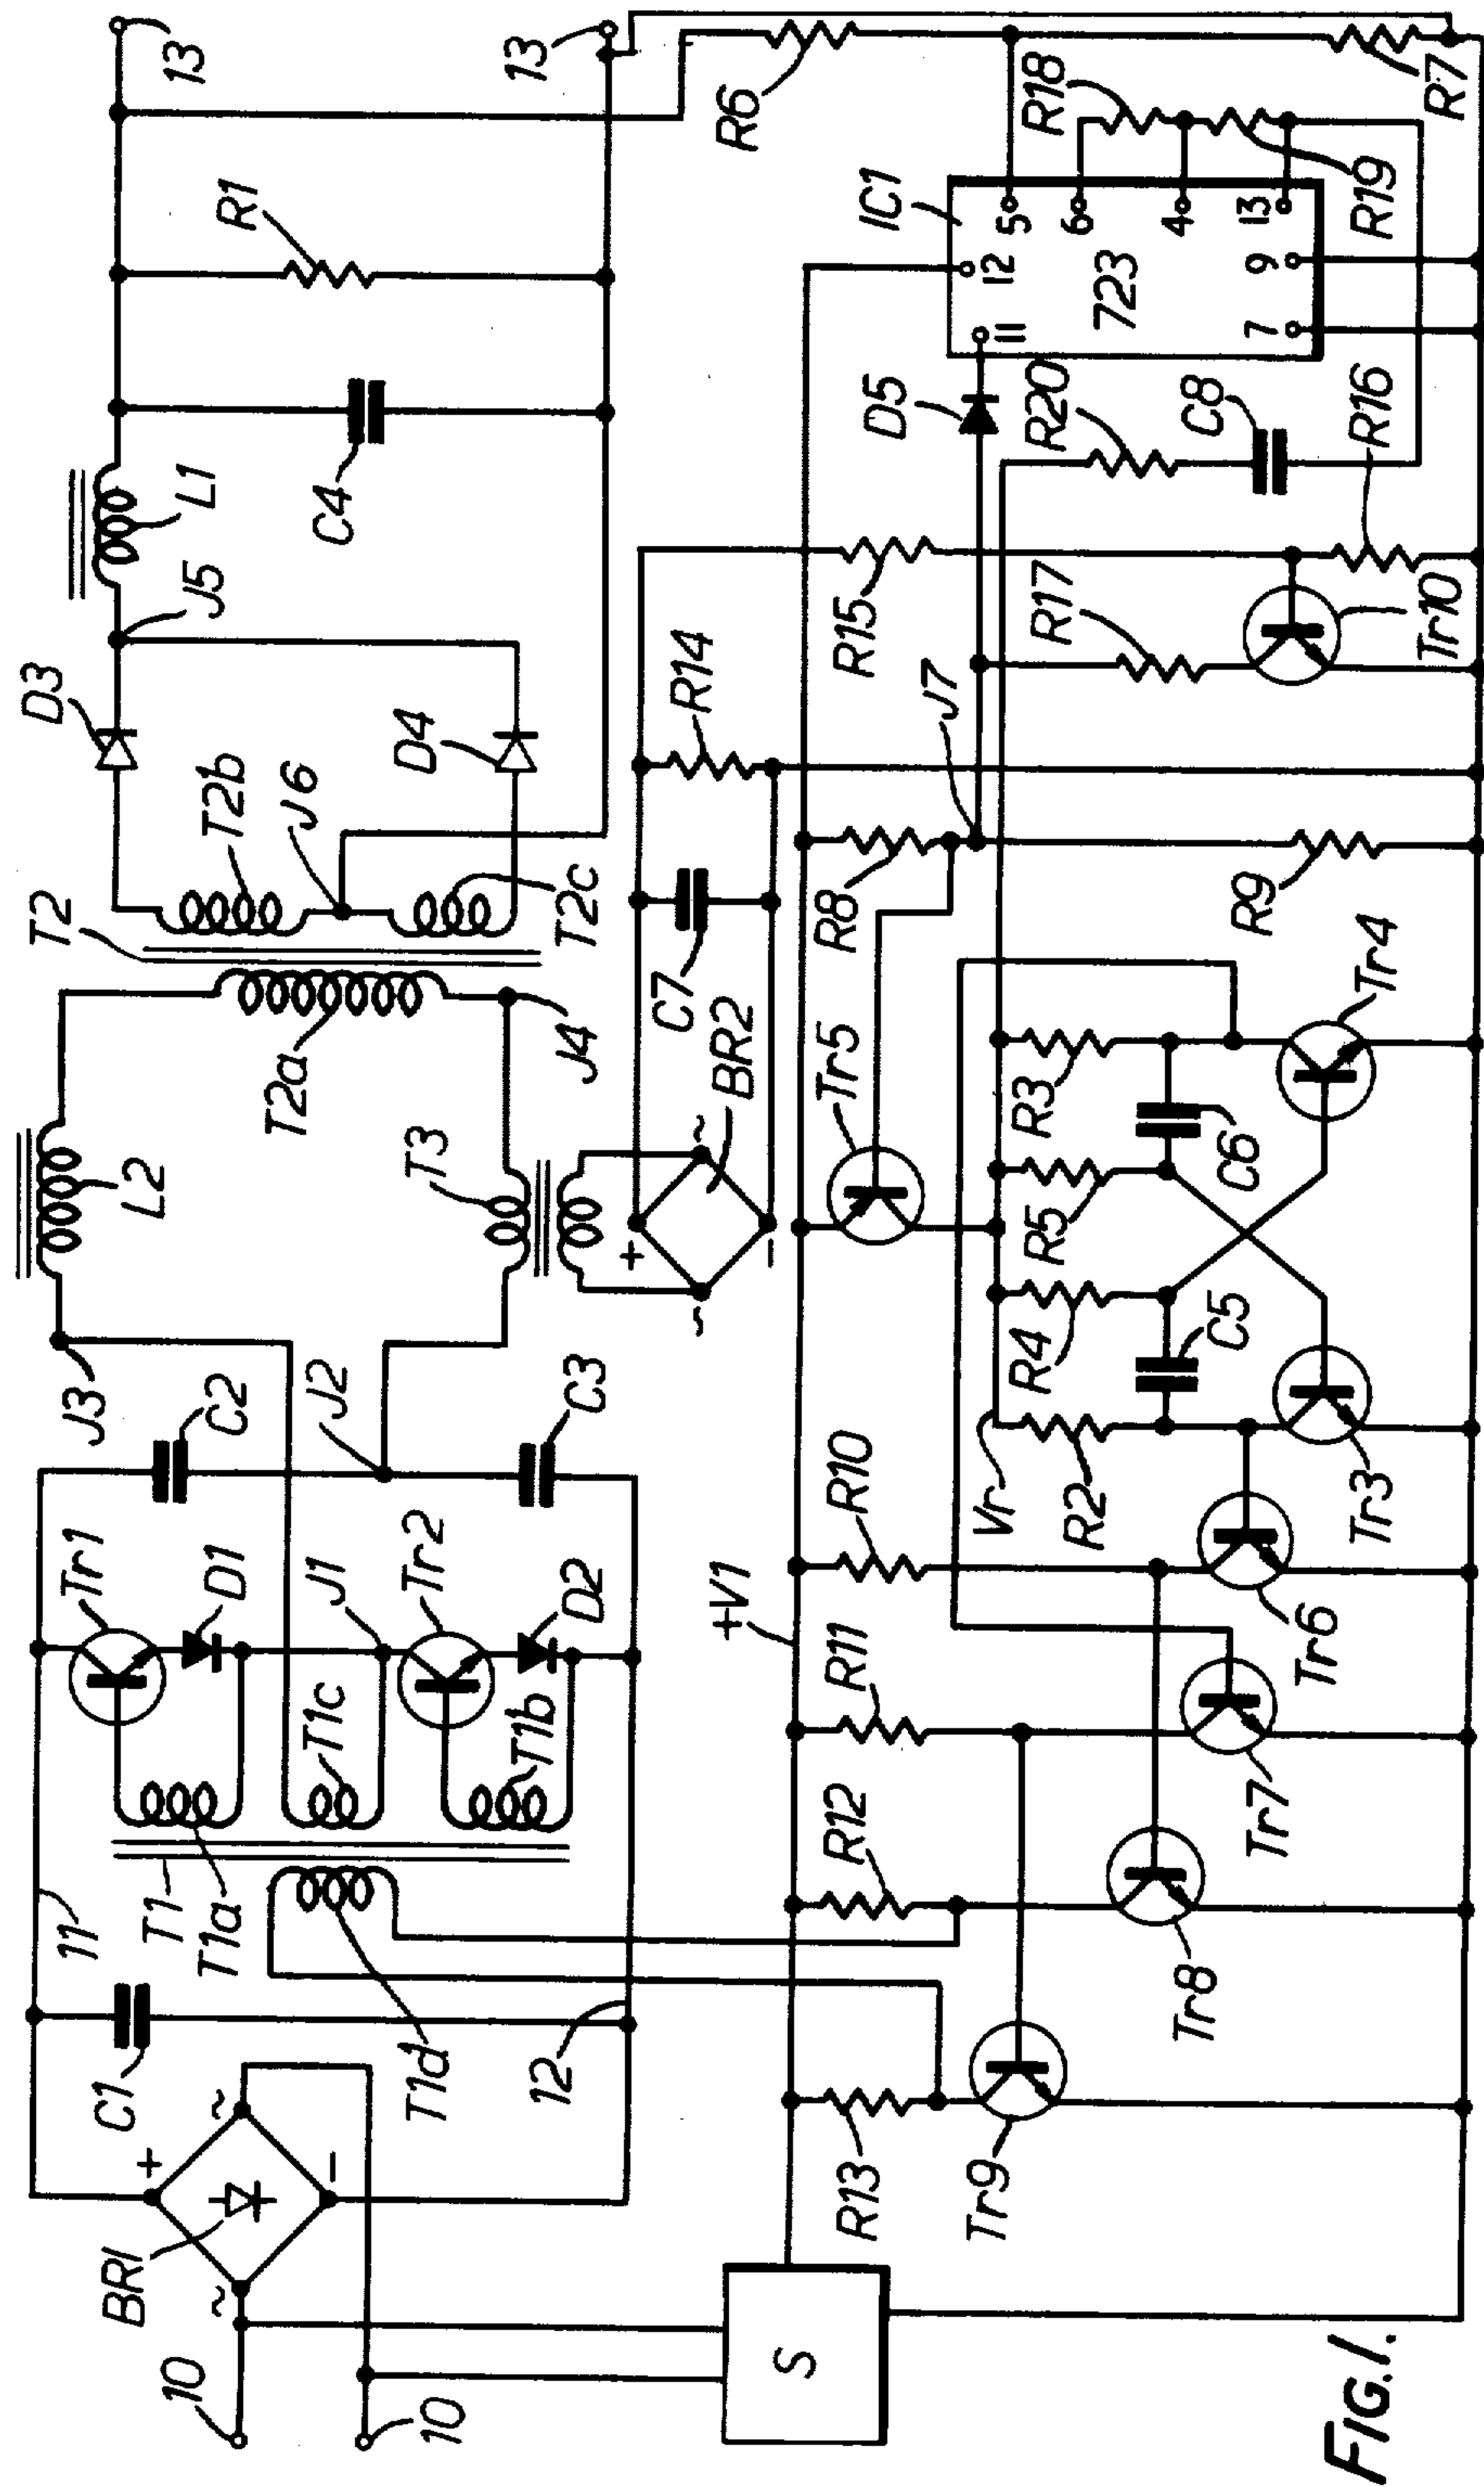 13
13
R1
D3
J5
L1
C4
T2
T2b
J6
D4
T2c
L2
T2a
J4
T3
J3
C2
J2
C3
Tr1
D1
J1
Tr2
D2
T1c
T1b
11
T1
T1a
C1
T1d
12
BR1
+
-
~
~
10
10
S
R6
R18
R7
IC1
5
6
4
13
12
11
723
7
9
R19
D5
R20
C8
R16
R15
R17
Tr10
R14
J7
C7
BR2
+
-
~
~
R8
R9
Tr5
Tr4
R3
C6
R5
R4
C5
Vr
R2
Tr3
+V1
R10
R11
R12
R13
Tr6
Tr7
Tr8
Tr9
FIG.1.